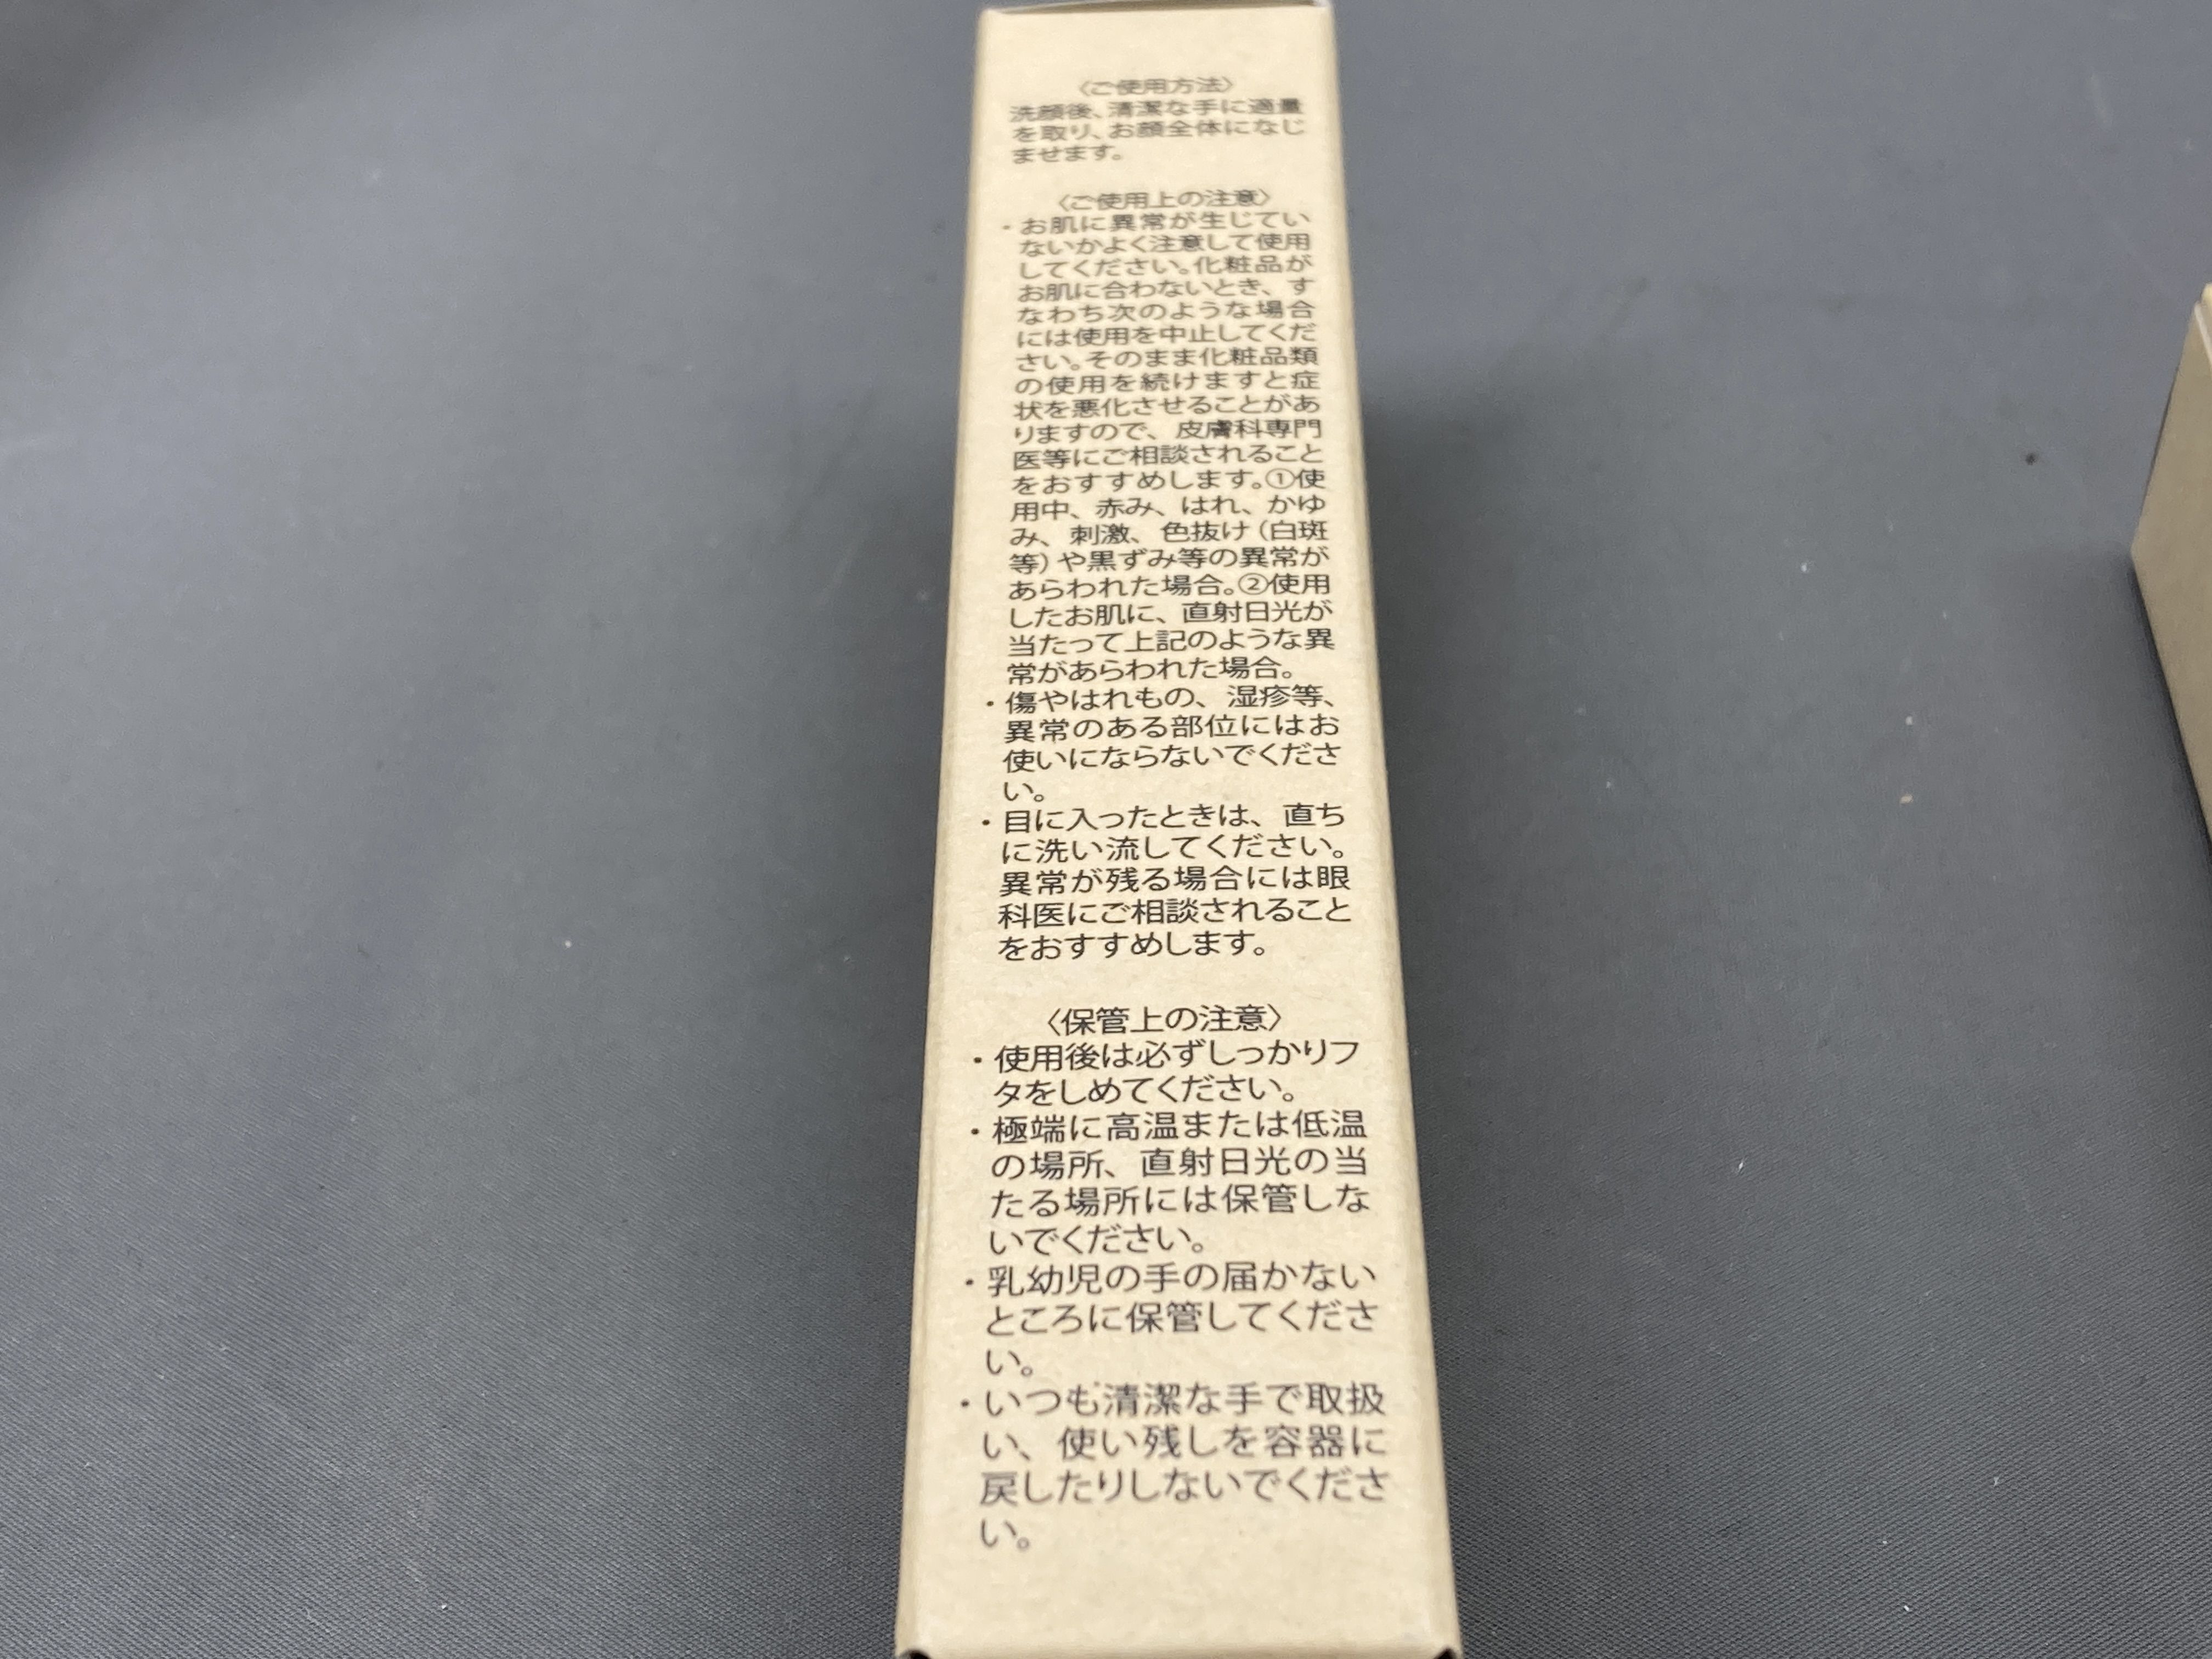 〈ご使用方法〉
洗顔後、清潔な手に適量
を取り、お顔全体になじ
ませます。
〈ご使用上の注意〉
・お肌に異常が生じてい
ないかよく注意して使用
してください。化粧品が
お肌に合わないとき、す
なわち次のような場合
には使用を中止してくだ
さい。そのまま化粧品類
の使用を続けますと症
状を悪化させることがあ
りますので、皮膚科専門
医等にご相談されること
をおすすめします。①使
用中、赤み、はれ、かゆ
み、刺激、色抜け（白斑
等）や黒ずみ等の異常が
あらわれた場合。②使用
したお肌に、直射日光が
当たって上記のような異
常があらわれた場合。
・傷やはれもの、湿疹等、
異常のある部位にはお
使いにならないでくださ
い。
・目に入ったときは、直ち
に洗い流してください。
異常が残る場合には眼
科医にご相談されること
をおすすめします。
〈保管上の注意〉
・使用後は必ずしっかりフ
タをしめてください。
・極端に高温または低温
の場所、直射日光の当
たる場所には保管しな
いでください。
・乳幼児の手の届かない
ところに保管してくださ
い。
・いつも清潔な手で取扱
い、使い残しを容器に
戻したりしないでくださ
い。